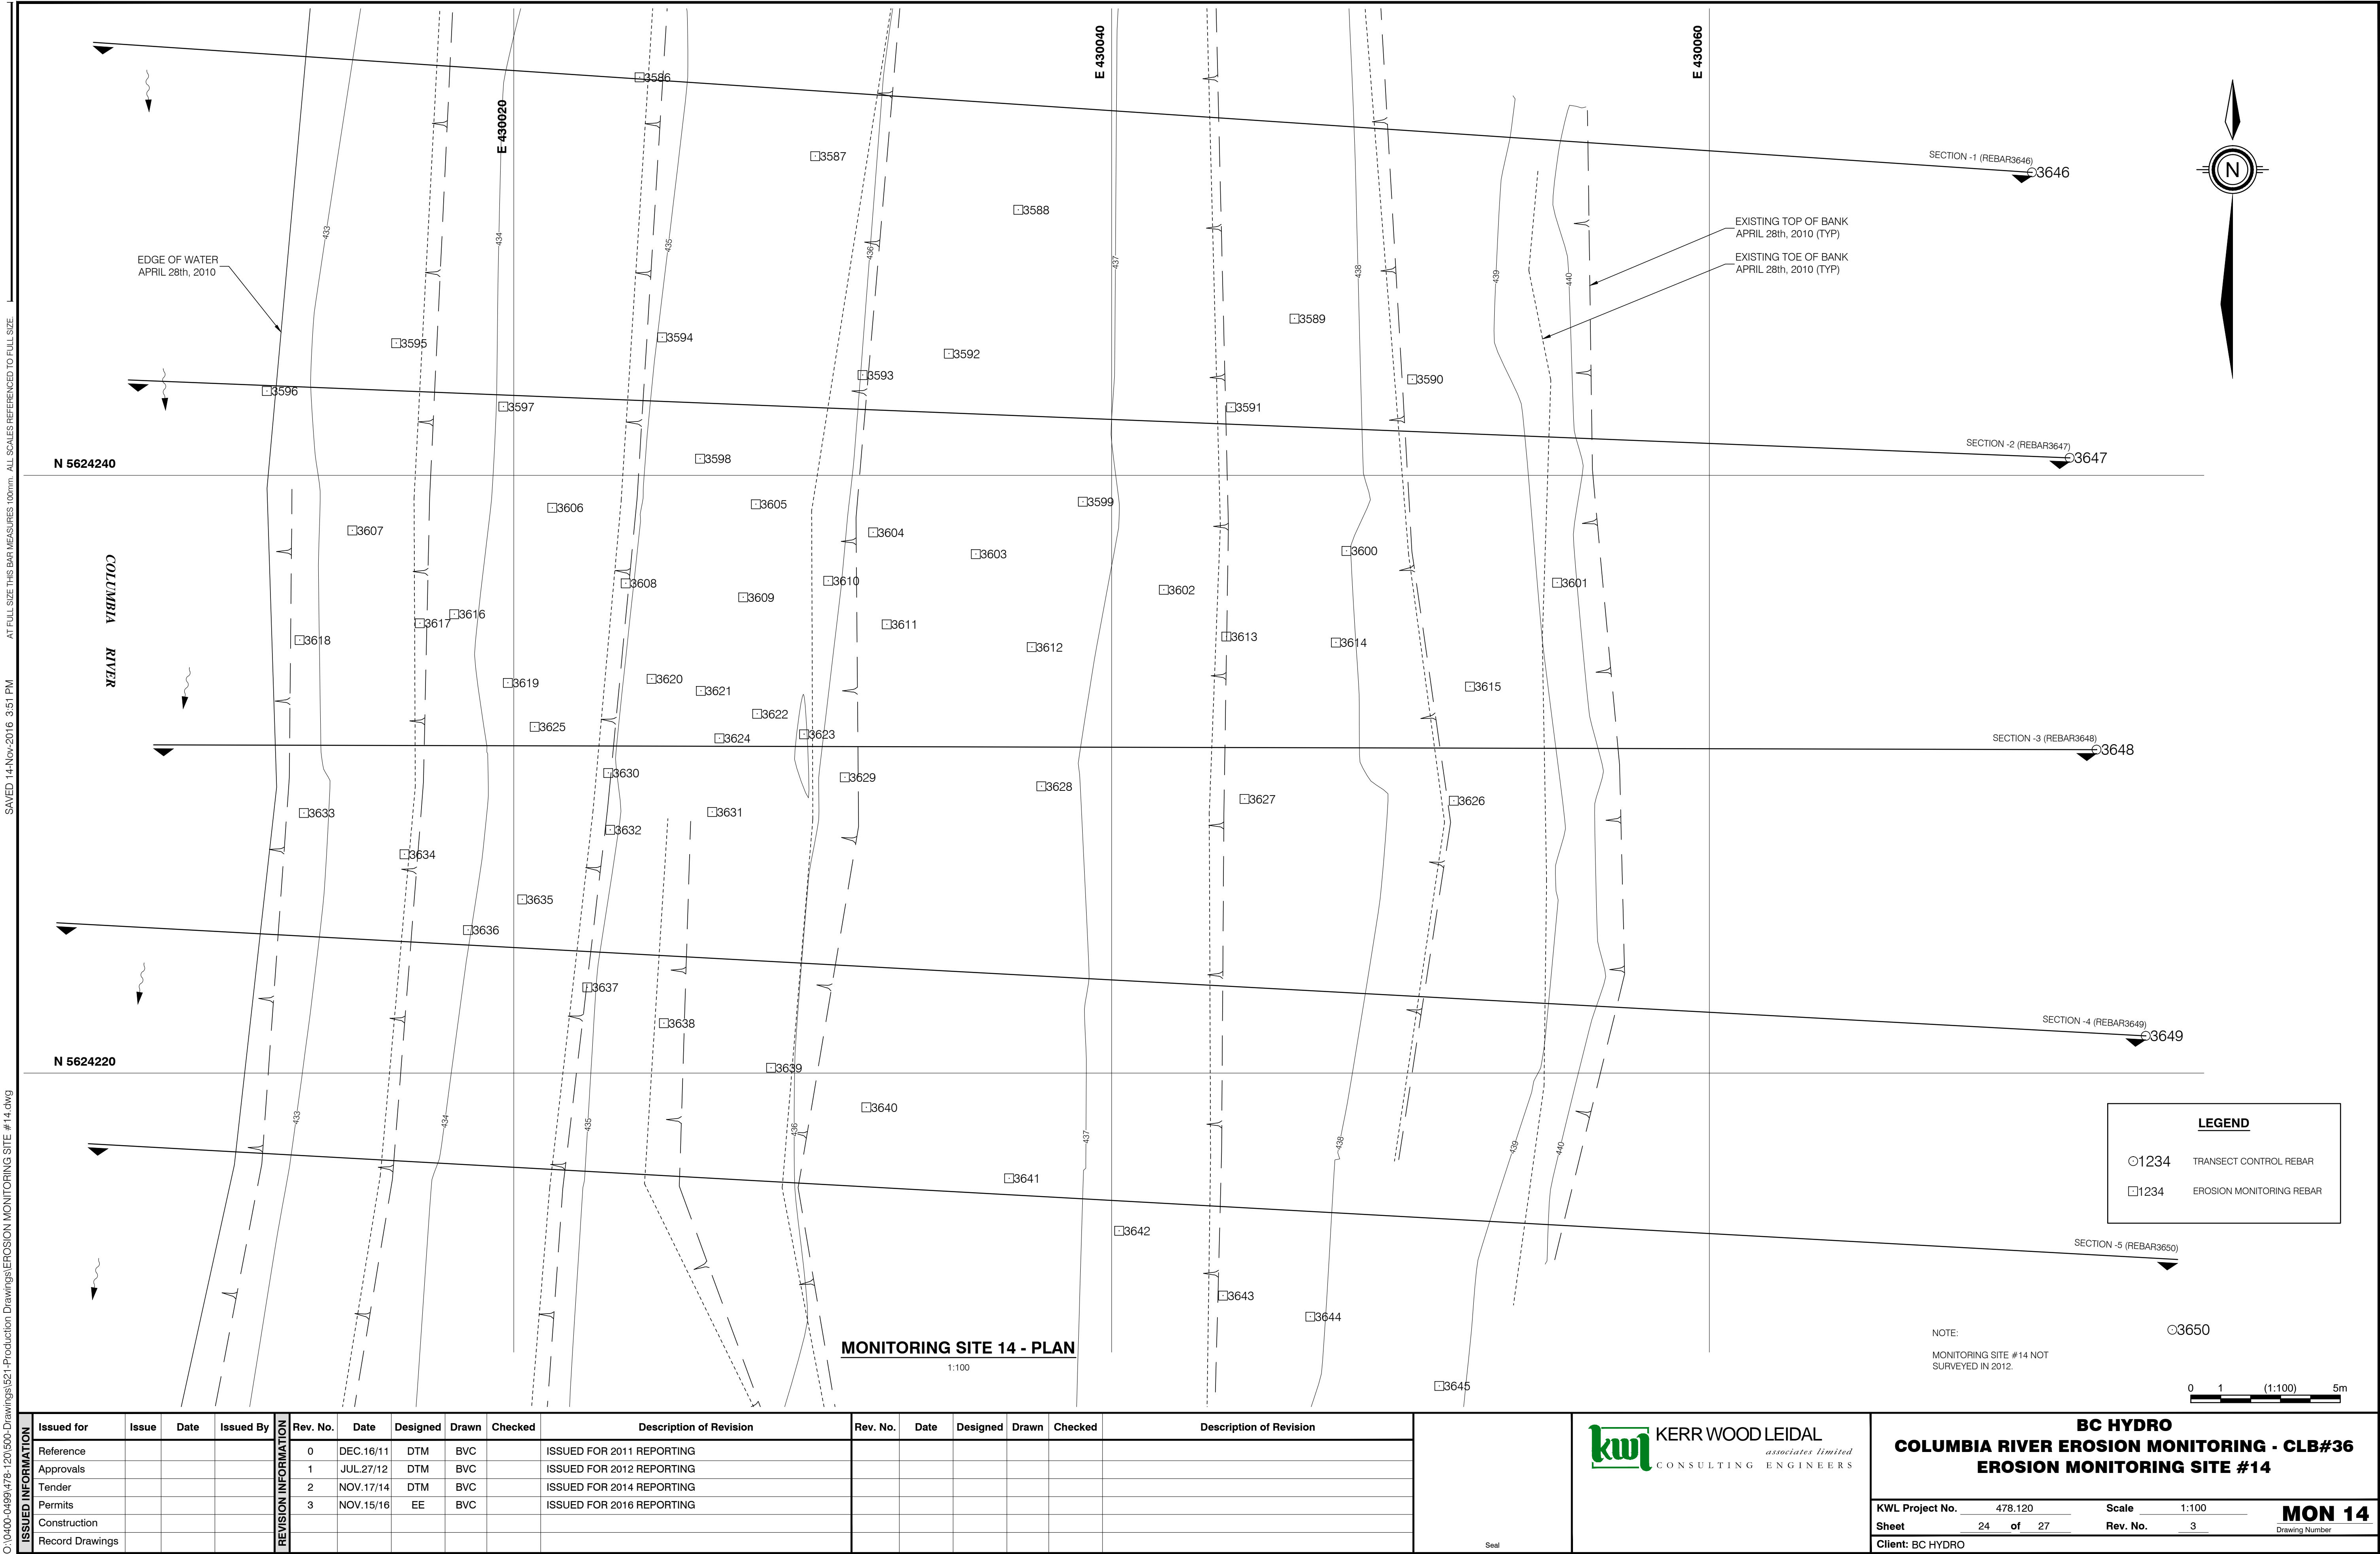 E 430020
E 430040
E 430060
3586
3587
3588
SECTION -1 (REBAR3646)
3646
N
433
434
435
436
437
438
439
440
EDGE OF WATER
APRIL 28th, 2010
EXISTING TOP OF BANK
APRIL 28th, 2010 (TYP)
EXISTING TOE OF BANK
APRIL 28th, 2010 (TYP)
3589
3594
3595
3592
3593
3590
3596
3597
3591
SECTION -2 (REBAR3647)
3647
N 5624240
3598
3599
3605
3606
3607
3604
3603
3600
3608
3601
3610
3609
3602
COLUMBIA RIVER
3616
3617
3611
3618
3613
3614
3612
3619
3620
3621
3615
3622
3625
3624
3623
SECTION -3 (REBAR3648)
3648
3630
3629
3628
3627
3626
3633
3631
3632
3634
3635
3636
3637
3638
SECTION -4 (REBAR3649)
3649
N 5624220
3639
3640
433
434
435
436
437
438
439
440
3641
3642
SECTION -5 (REBAR3650)
3643
3644
3650
3645
LEGEND
1234 TRANSECT CONTROL REBAR
1234 EROSION MONITORING REBAR
MONITORING SITE 14 - PLAN
1:100
NOTE:
MONITORING SITE #14 NOT
SURVEYED IN 2012.
0 1 (1:100) 5m
AT FULL SIZE THIS BAR MEASURES 100mm. ALL SCALES REFERENCED TO FULL SIZE.
SAVED 14-Nov-2016 3:51 PM
O:\0400-0499\478-120\500-Drawings\521-Production Drawings\EROSION MONITORING SITE #14.dwg
ISSUED INFORMATION
Issued for Issue Date Issued By
Reference
Approvals
Tender
Permits
Construction
Record Drawings
REVISION INFORMATION
Rev. No. Date Designed Drawn Checked Description of Revision
0 DEC.16/11 DTM BVC ISSUED FOR 2011 REPORTING
1 JUL.27/12 DTM BVC ISSUED FOR 2012 REPORTING
2 NOV.17/14 DTM BVC ISSUED FOR 2014 REPORTING
3 NOV.15/16 EE BVC ISSUED FOR 2016 REPORTING
Rev. No. Date Designed Drawn Checked Description of Revision
Seal
kwl
KERR WOOD LEIDAL
associates limited
CONSULTING ENGINEERS
BC HYDRO
COLUMBIA RIVER EROSION MONITORING - CLB#36
EROSION MONITORING SITE #14
KWL Project No. 478.120 Scale 1:100
Sheet 24 of 27 Rev. No. 3
MON 14
Drawing Number
Client: BC HYDRO